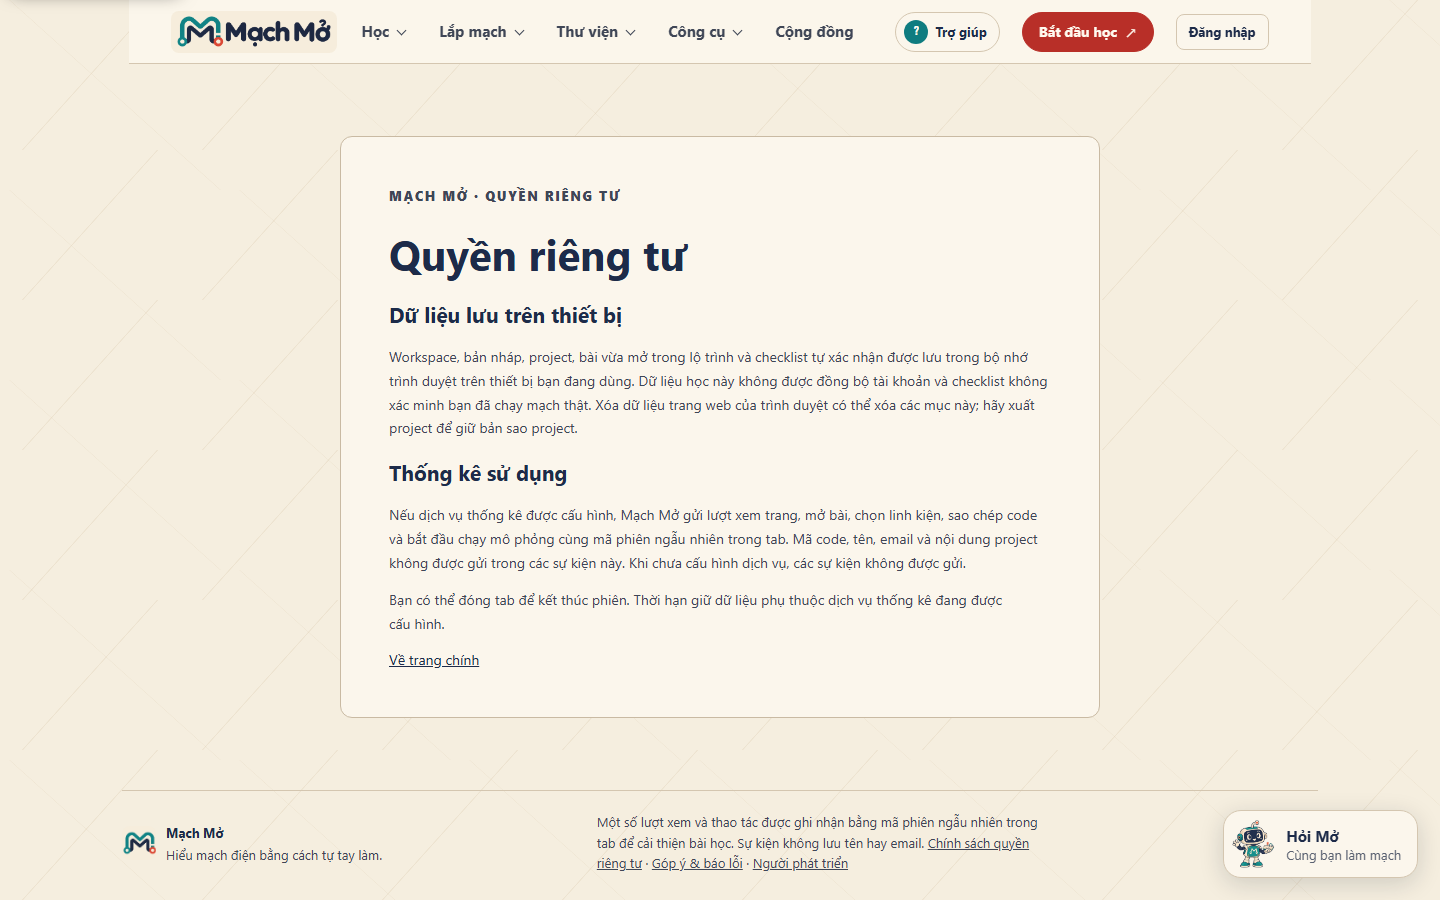 Mạch Mở
Học
Lắp mạch
Thư viện
Công cụ
Cộng đồng
? Trợ giúp
Bắt đầu học ↗
Đăng nhập
MẠCH MỞ · QUYỀN RIÊNG TƯ
Quyền riêng tư
Dữ liệu lưu trên thiết bị
Workspace, bản nháp, project, bài vừa mở trong lộ trình và checklist tự xác nhận được lưu trong bộ nhớ
trình duyệt trên thiết bị bạn đang dùng. Dữ liệu học này không được đồng bộ tài khoản và checklist không
xác minh bạn đã chạy mạch thật. Xóa dữ liệu trang web của trình duyệt có thể xóa các mục này; hãy xuất
project để giữ bản sao project.
Thống kê sử dụng
Nếu dịch vụ thống kê được cấu hình, Mạch Mở gửi lượt xem trang, mở bài, chọn linh kiện, sao chép code
và bắt đầu chạy mô phỏng cùng mã phiên ngẫu nhiên trong tab. Mã code, tên, email và nội dung project
không được gửi trong các sự kiện này. Khi chưa cấu hình dịch vụ, các sự kiện không được gửi.
Bạn có thể đóng tab để kết thúc phiên. Thời hạn giữ dữ liệu phụ thuộc dịch vụ thống kê đang được
cấu hình.
Về trang chính
Mạch Mở
Hiểu mạch điện bằng cách tự tay làm.
Một số lượt xem và thao tác được ghi nhận bằng mã phiên ngẫu nhiên trong
tab để cải thiện bài học. Sự kiện không lưu tên hay email. Chính sách quyền
riêng tư · Góp ý & báo lỗi · Người phát triển
Hỏi Mở
Cùng bạn làm mạch